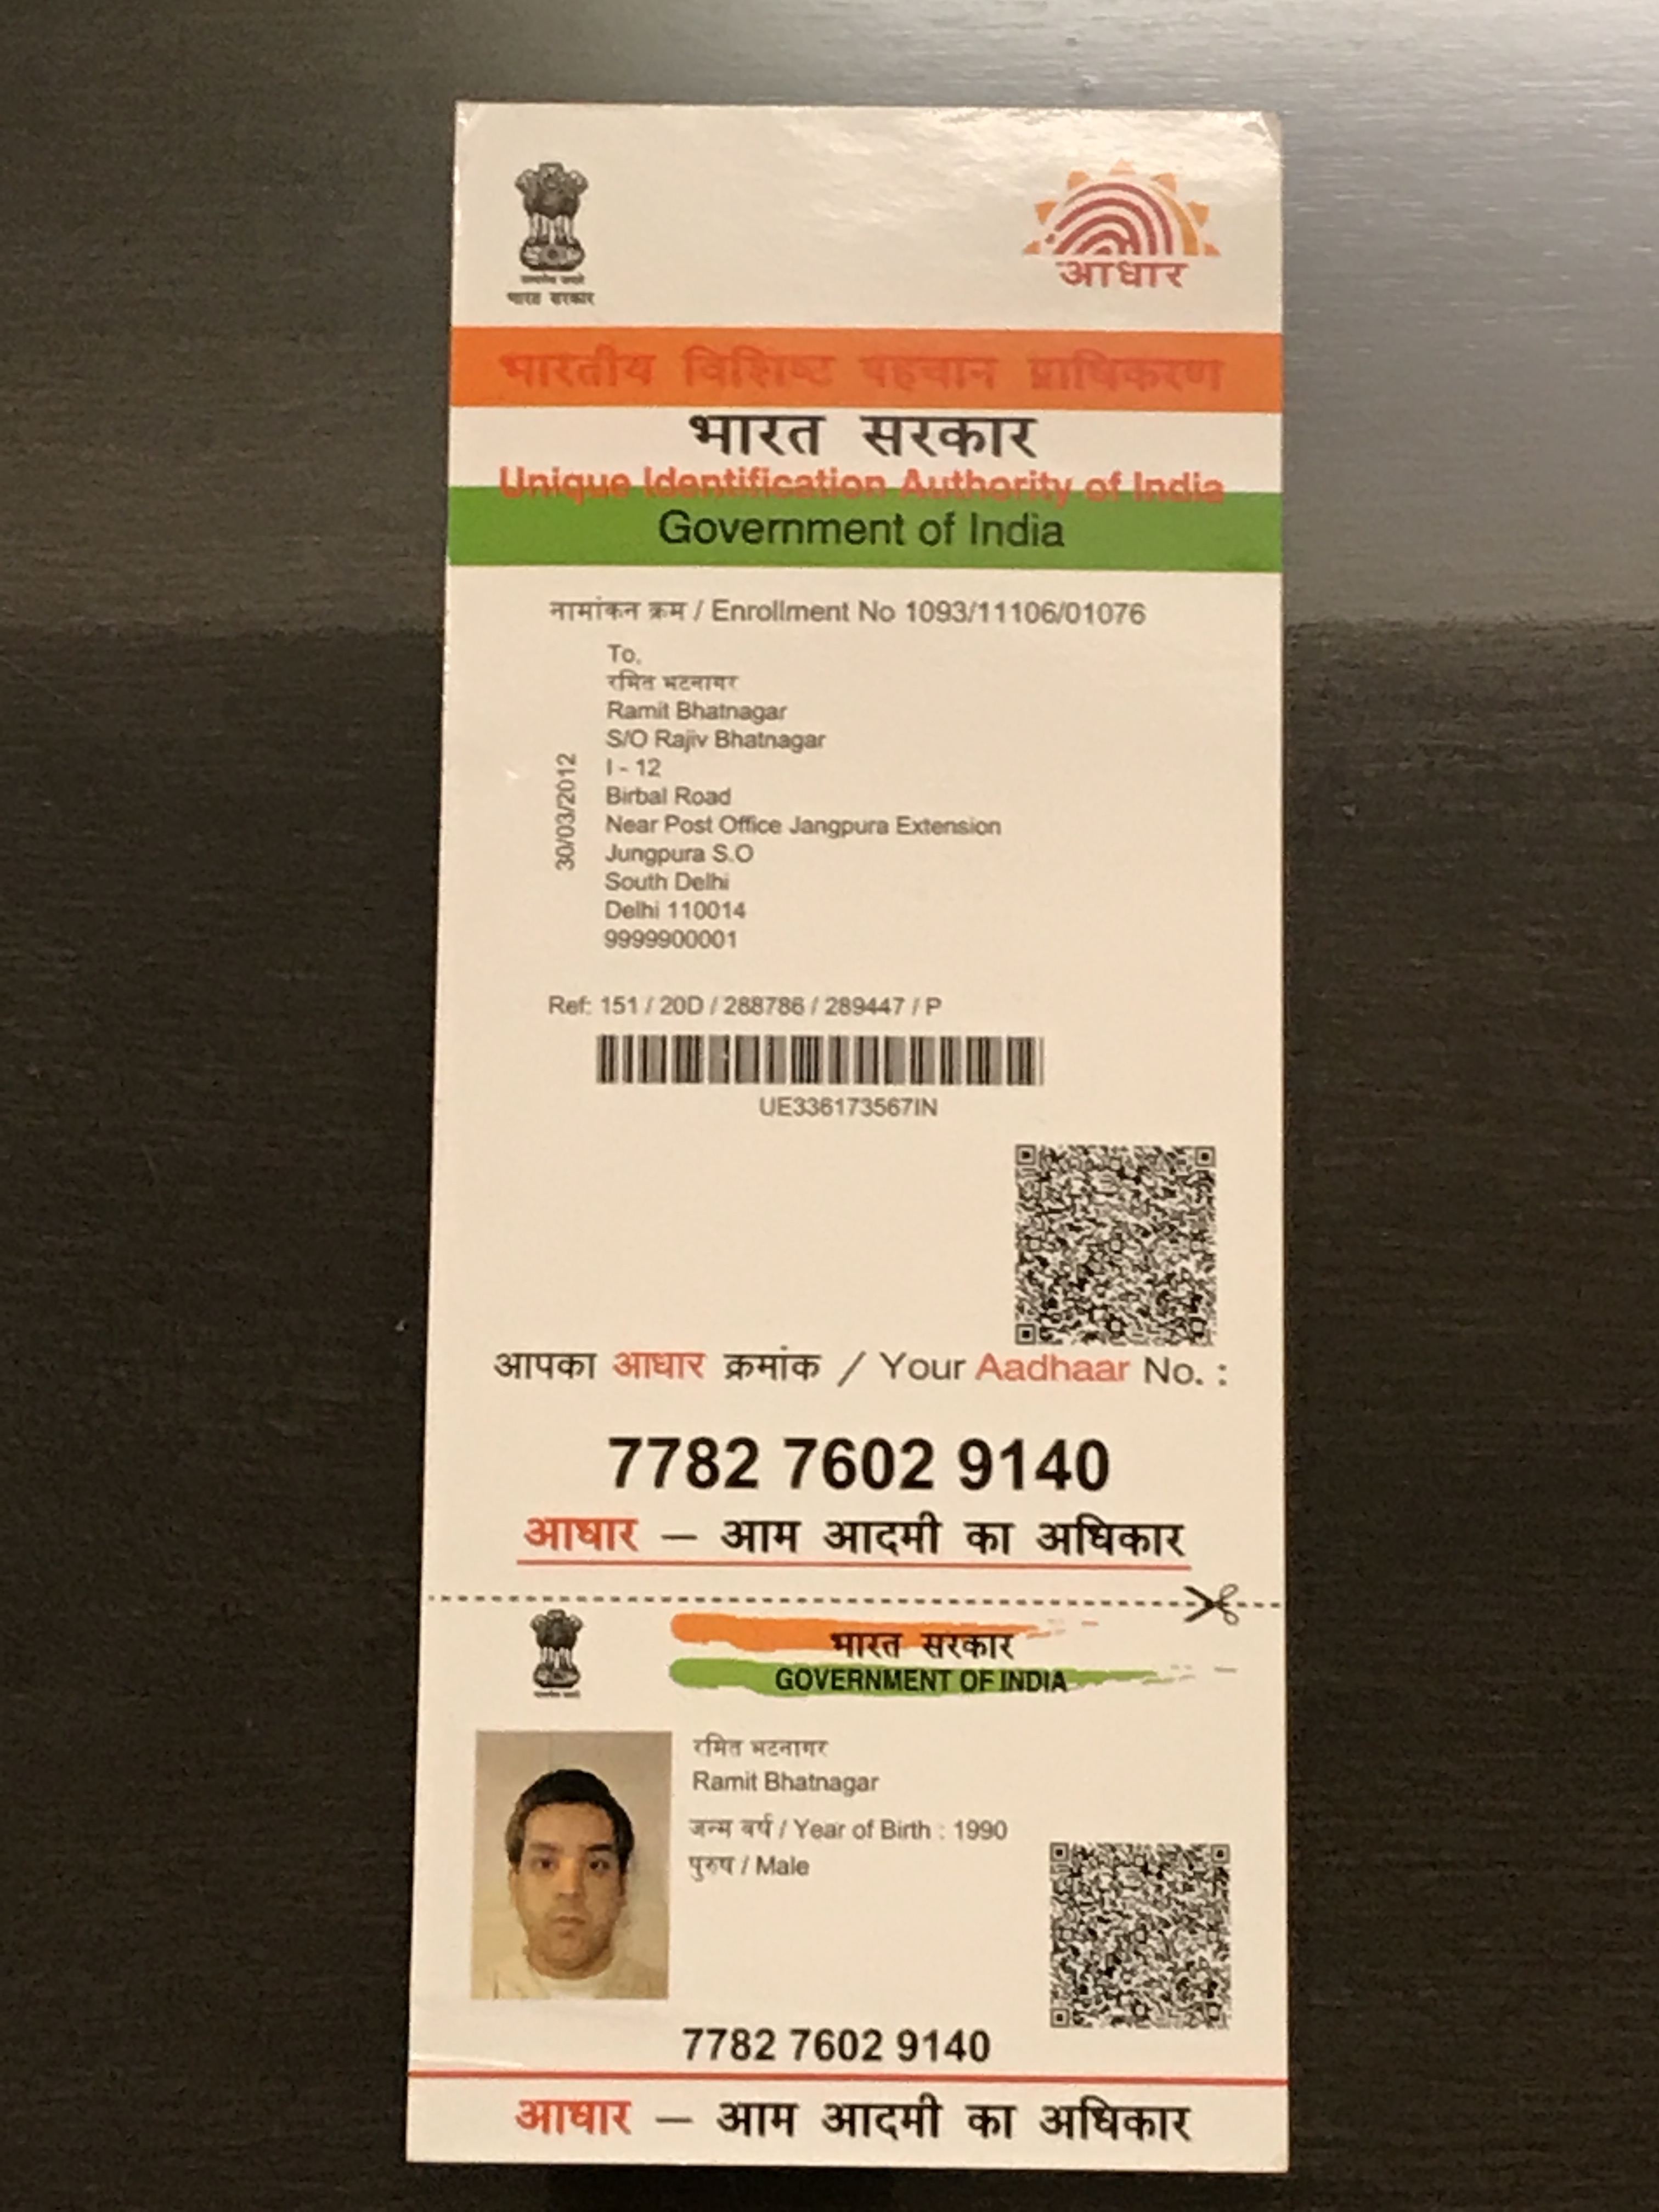 भारत सरकार
आधार
भारतीय विशिष्ट पहचान प्राधिकरण
भारत सरकार
Unique Identification Authority of India
Government of India
नामांकन क्रम / Enrollment No 1093/11106/01076
30/03/2012
To,
रमित भटनागर
Ramit Bhatnagar
S/O Rajiv Bhatnagar
I - 12
Birbal Road
Near Post Office Jangpura Extension
Jungpura S.O
South Delhi
Delhi 110014
9999900001
Ref: 151 / 20D / 288786 / 289447 / P
UE336173567IN
आपका आधार क्रमांक / Your Aadhaar No. :
7782 7602 9140
आधार — आम आदमी का अधिकार
भारत सरकार
GOVERNMENT OF INDIA
रमित भटनागर
Ramit Bhatnagar
जन्म वर्ष / Year of Birth : 1990
पुरुष / Male
7782 7602 9140
आधार — आम आदमी का अधिकार